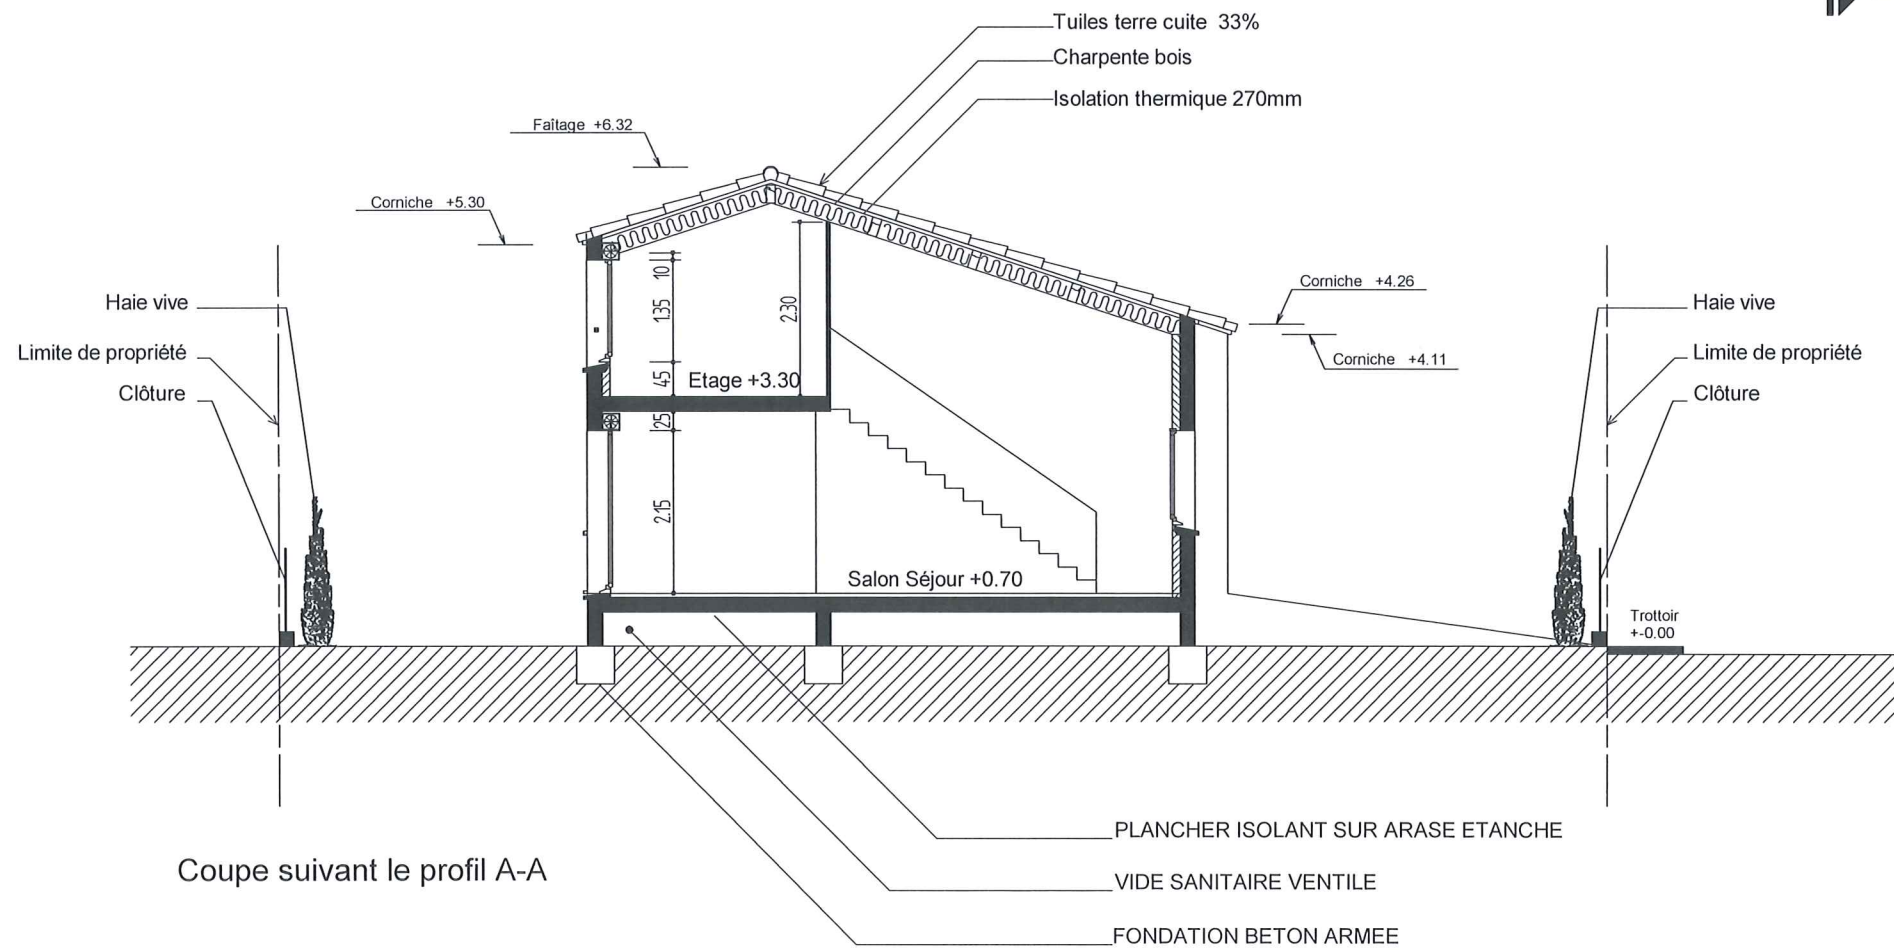 Tuiles terre cuite 33%
Charpente bois
Isolation thermique 270mm
Faîtage +6.32
Corniche +5.30
Corniche +4.26
Corniche +4.11
Haie vive
Limite de propriété
Clôture
10
1.35
45
25
2.15
2.30
Etage +3.30
Salon Séjour +0.70
Haie vive
Limite de propriété
Clôture
Trottoir
+-0.00
PLANCHER ISOLANT SUR ARASE ETANCHE
VIDE SANITAIRE VENTILE
FONDATION BETON ARMEE
Coupe suivant le profil A-A